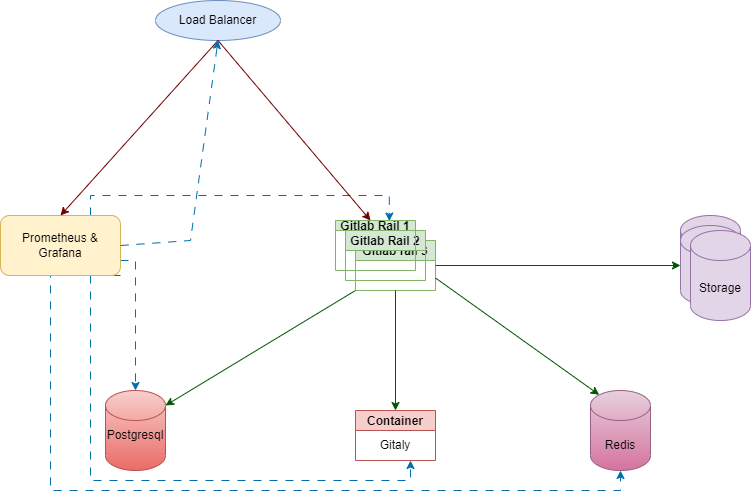 Load Balancer
Prometheus &
Grafana
Gitlab Rail 1
Gitlab Rail 2
Gitlab rail 3
Storage
Postgresql
Container
Gitaly
Redis